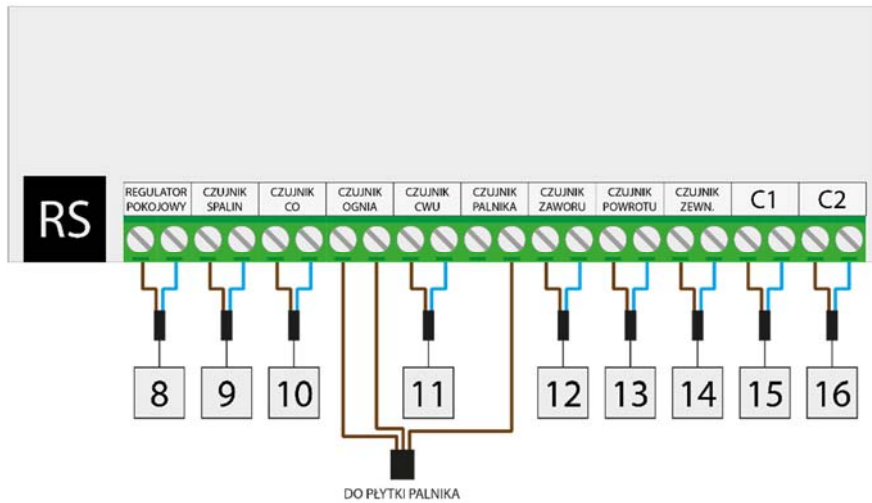 RS
REGULATOR
POKOJOWY
CZUJNIK
SPALIN
CZUJNIK
CO
CZUJNIK
OGNIA
CZUJNIK
CWU
CZUJNIK
PALNIKA
CZUJNIK
ZAWORU
CZUJNIK
POWROTU
CZUJNIK
ZEWN.
C1
C2
8
9
10
11
12
13
14
15
16
DO PŁYTKI PALNIKA